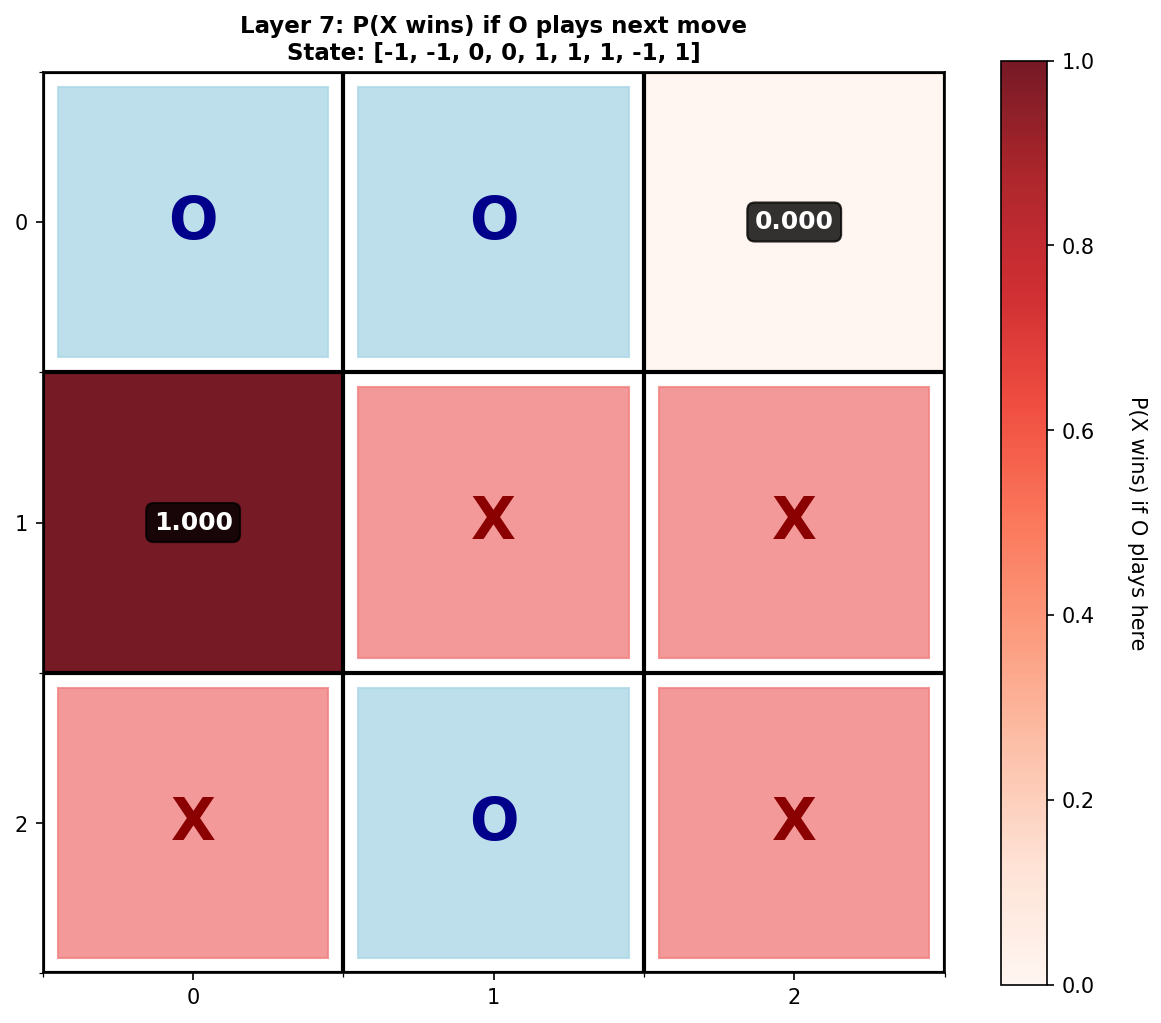 Layer 7: P(X wins) if O plays next move
State: [-1, -1, 0, 0, 1, 1, 1, -1, 1]
O
O
0.000
1.000
X
X
X
O
X
0
1
2
0
1
2
1.0
0.8
0.6
0.4
0.2
0.0
P(X wins) if O plays here